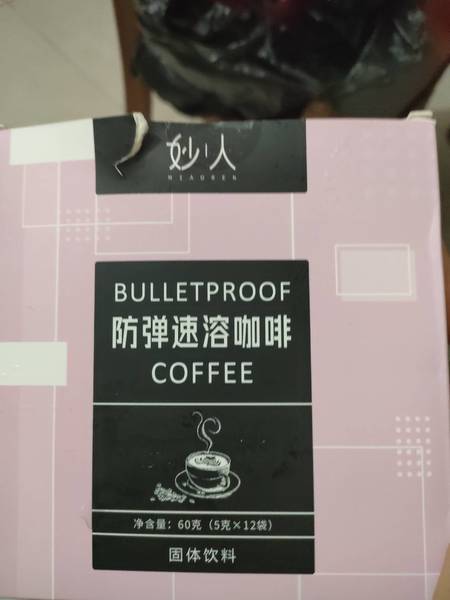 妙人
MIAOREN
BULLETPROOF
防弹速溶咖啡
COFFEE
净含量：60克（5克×12袋）
固体饮料